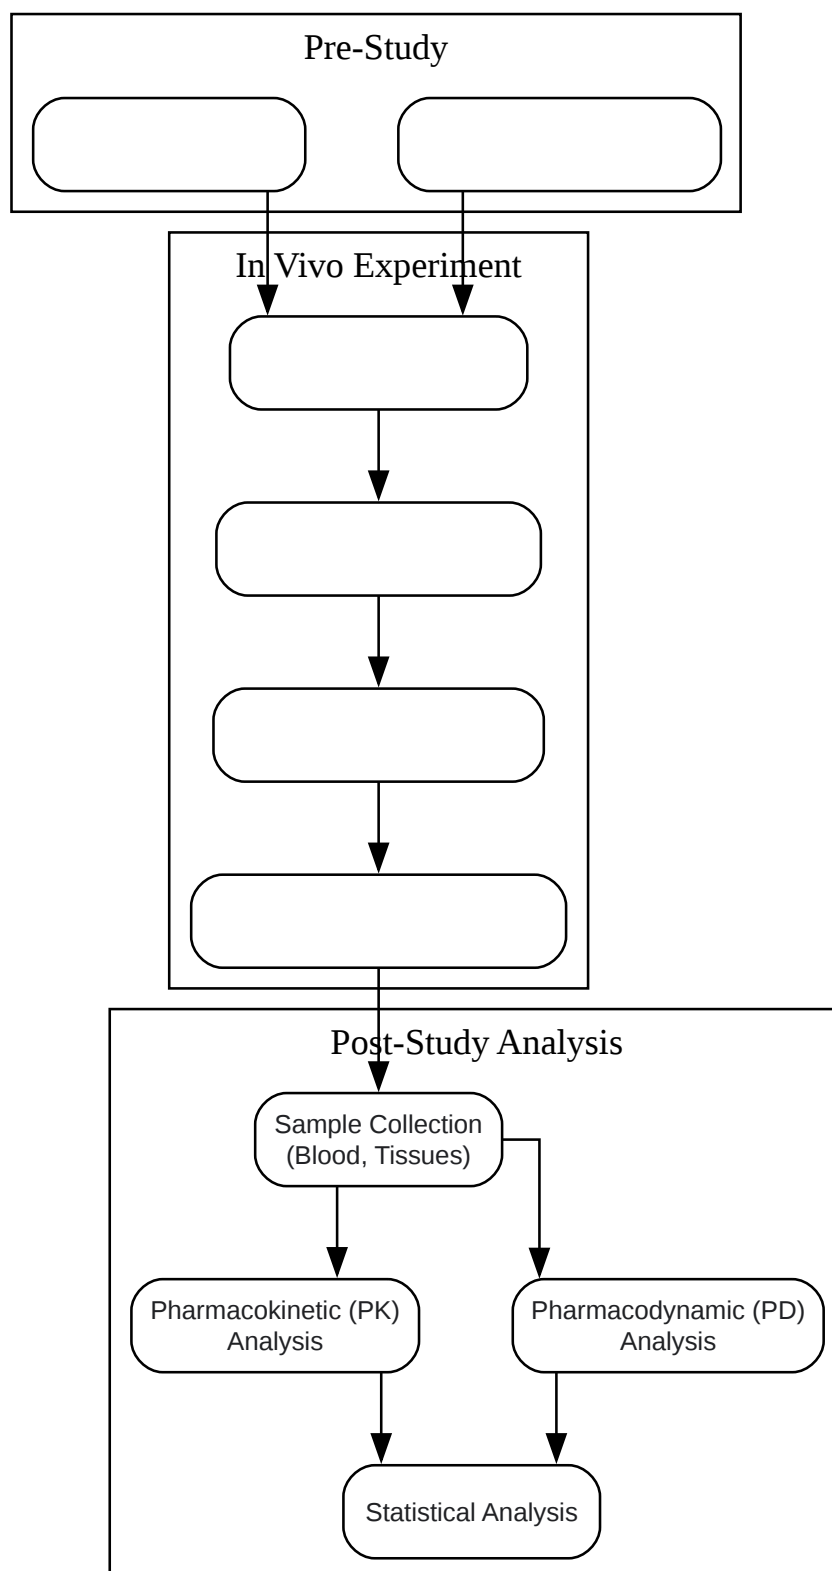 Pre-Study
In Vivo Experiment
Post-Study Analysis
Sample Collection
(Blood, Tissues)
Pharmacokinetic (PK)
Analysis
Pharmacodynamic (PD)
Analysis
Statistical Analysis